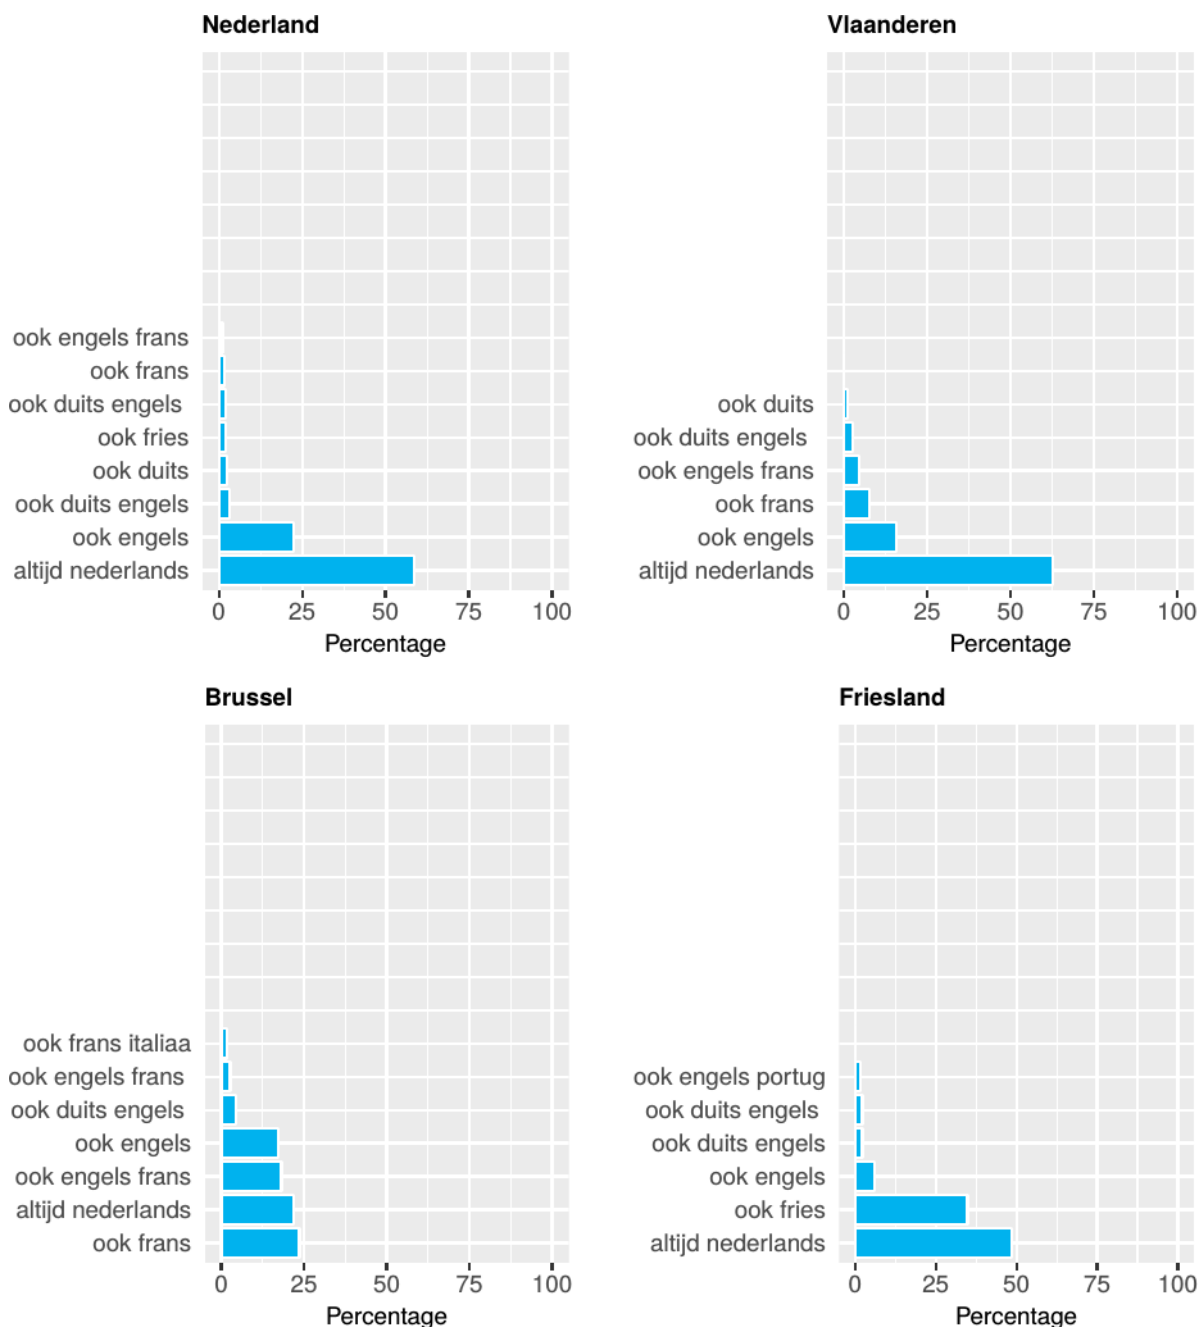 Nederland
ook engels frans
ook frans
ook duits engels
ook fries
ook duits
ook duits engels
ook engels
altijd nederlands
0 25 50 75 100
Percentage
Vlaanderen
ook duits
ook duits engels
ook engels frans
ook frans
ook engels
altijd nederlands
0 25 50 75 100
Percentage
Brussel
ook frans italiaa
ook engels frans
ook duits engels
ook engels
ook engels frans
altijd nederlands
ook frans
0 25 50 75 100
Percentage
Friesland
ook engels portug
ook duits engels
ook duits engels
ook engels
ook fries
altijd nederlands
0 25 50 75 100
Percentage